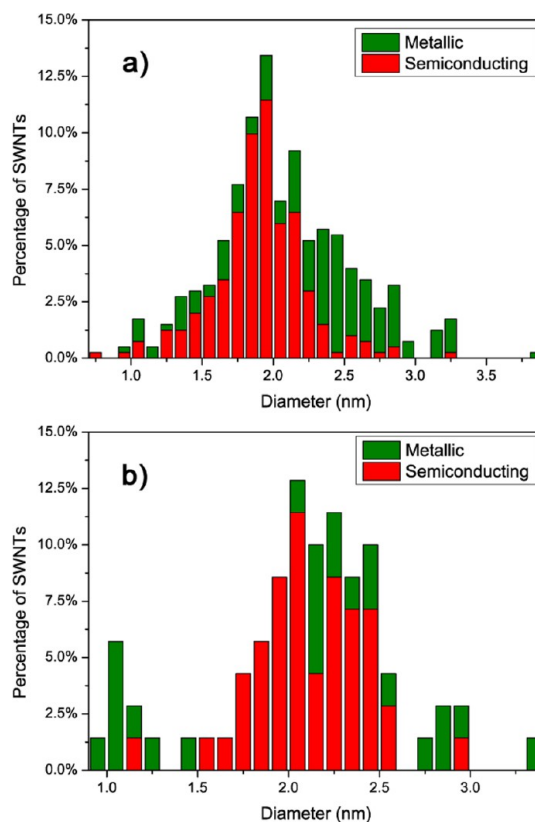 15.0%
12.5%
10.0%
7.5%
5.0%
2.5%
0.0%
Percentage of SWNTs
a)
Metallic
Semiconducting
1.0 1.5 2.0 2.5 3.0 3.5
Diameter (nm)
15.0%
12.5%
10.0%
7.5%
5.0%
2.5%
0.0%
Percentage of SWNTs
b)
Metallic
Semiconducting
1.0 1.5 2.0 2.5 3.0
Diameter (nm)